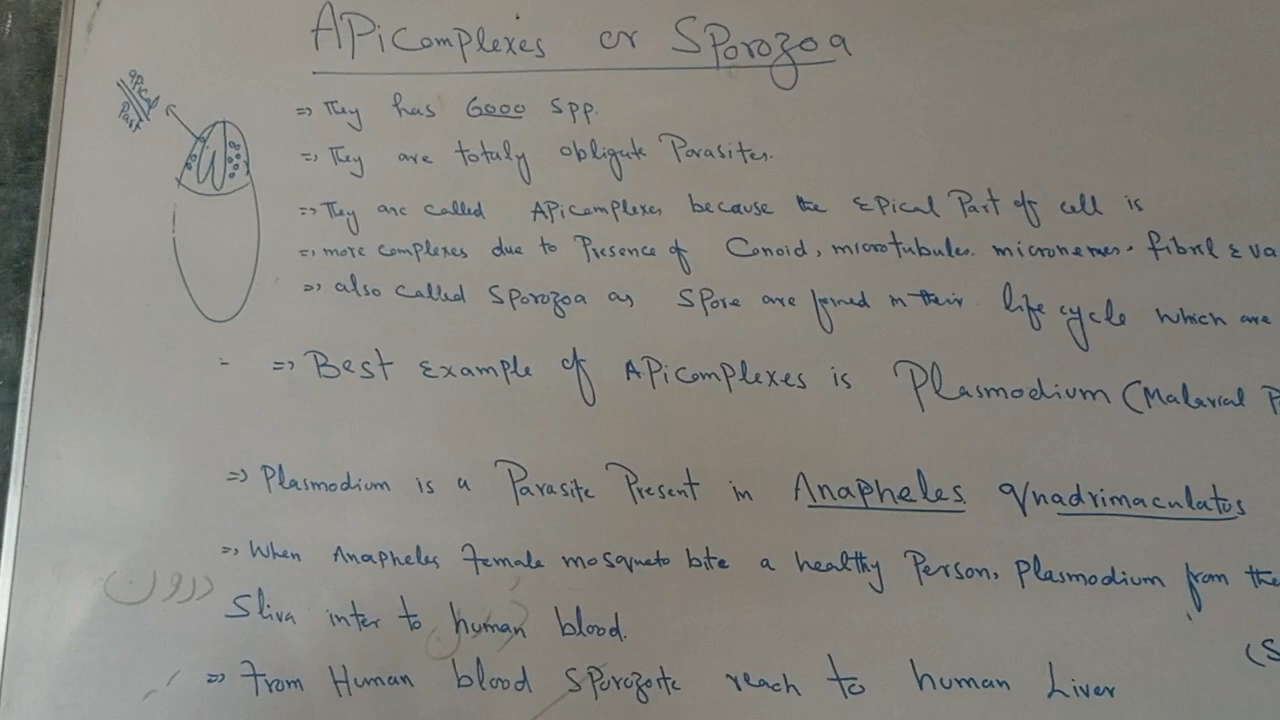 APicomplexes or SPorozoa
apical Part
=> They has 6000 SPP.
=> They are totaly obligate Parasites.
=> They are called APicomplexes because the EPical Part of cell is
=> more complexes due to Presence of Conoid, microtubules. micronemes. fibril & va
=> also called SPorozoa as SPore are formed in their life cycle which are
=> Best Example of APicomplexes is Plasmodium (Malarial P
=> Plasmodium is a Parasite Present in Anapheles quadrimaculatus
=> When Anapheles female mosqueto bite a healthy Person, Plasmodium from the
درون
Sliva inter to human blood.
(S
=> From Human blood SPorozoite reach to human Liver